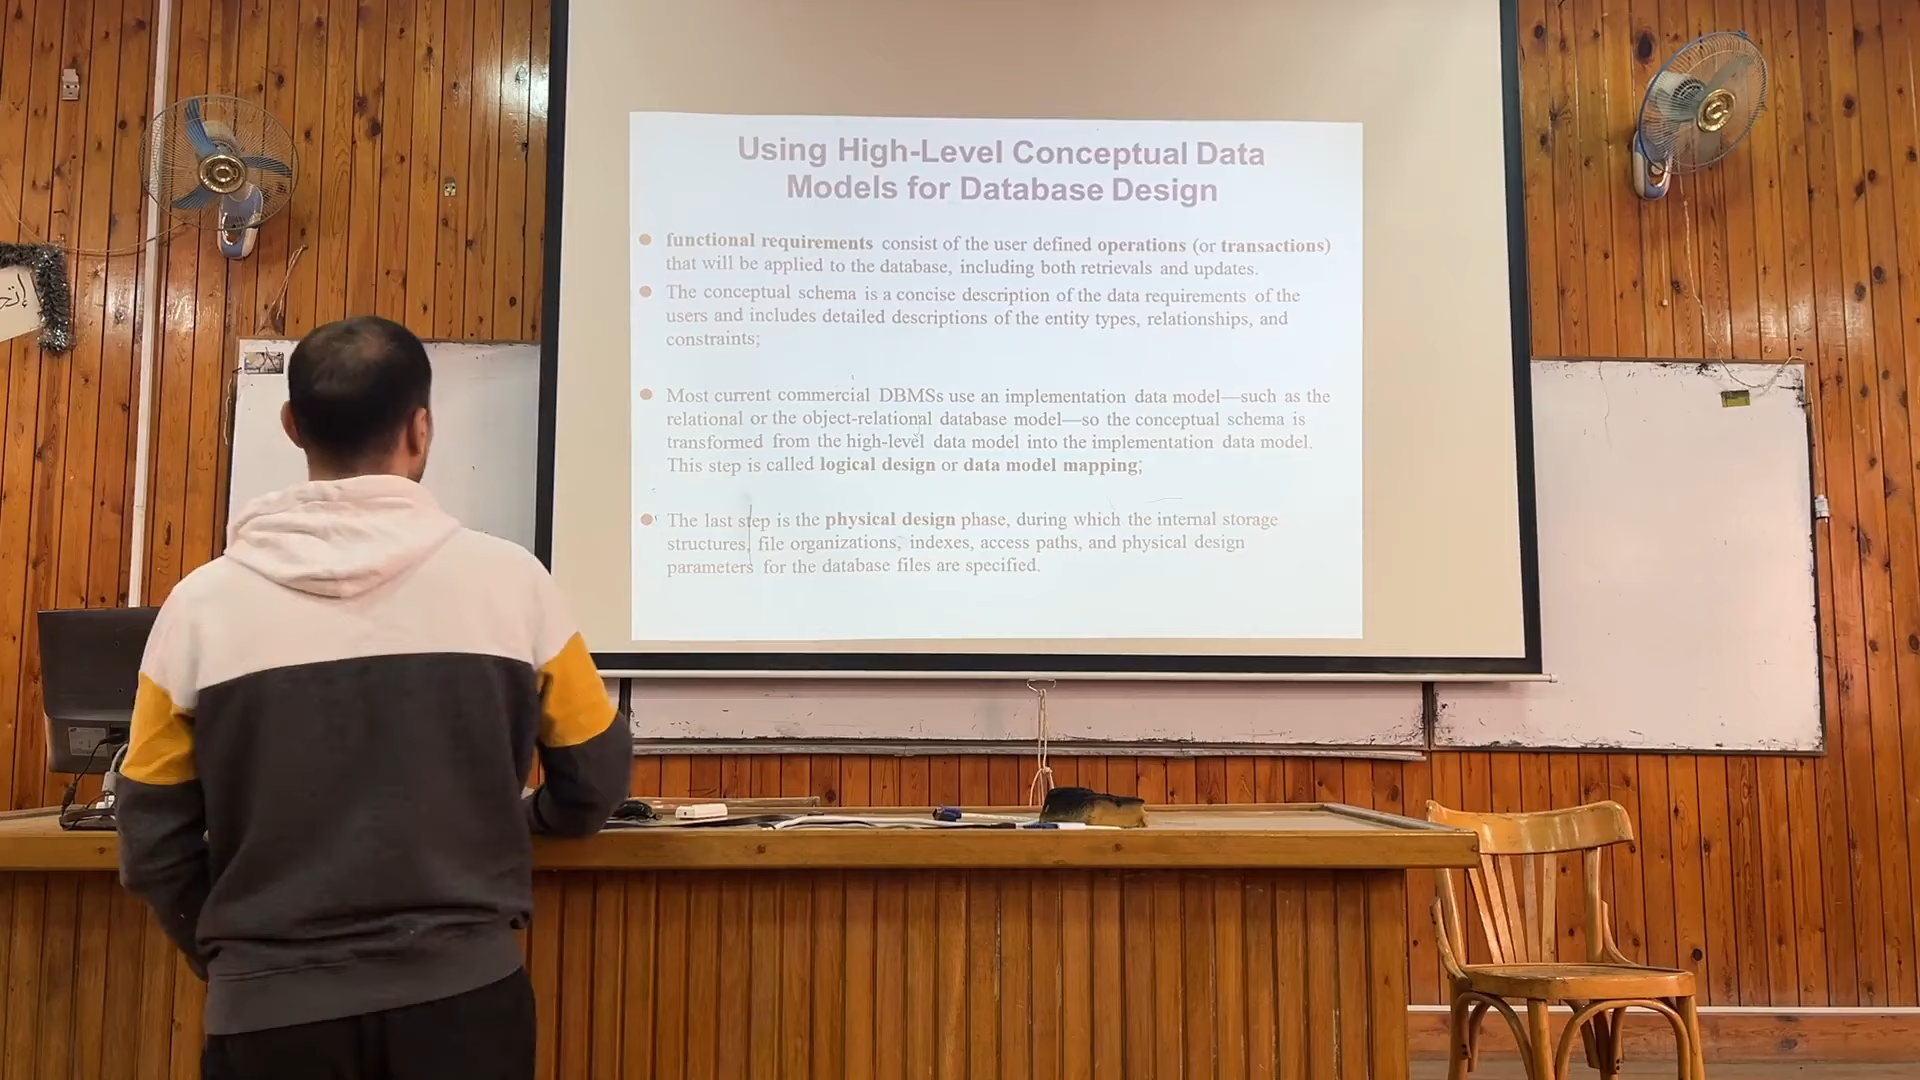 Using High-Level Conceptual Data
Models for Database Design
functional requirements consist of the user defined operations (or transactions)
that will be applied to the database, including both retrievals and updates.
The conceptual schema is a concise description of the data requirements of the
users and includes detailed descriptions of the entity types, relationships, and
constraints;
Most current commercial DBMSs use an implementation data model—such as the
relational or the object-relational database model—so the conceptual schema is
transformed from the high-level data model into the implementation data model.
This step is called logical design or data model mapping;
The last step is the physical design phase, during which the internal storage
structures, file organizations, indexes, access paths, and physical design
parameters for the database files are specified.